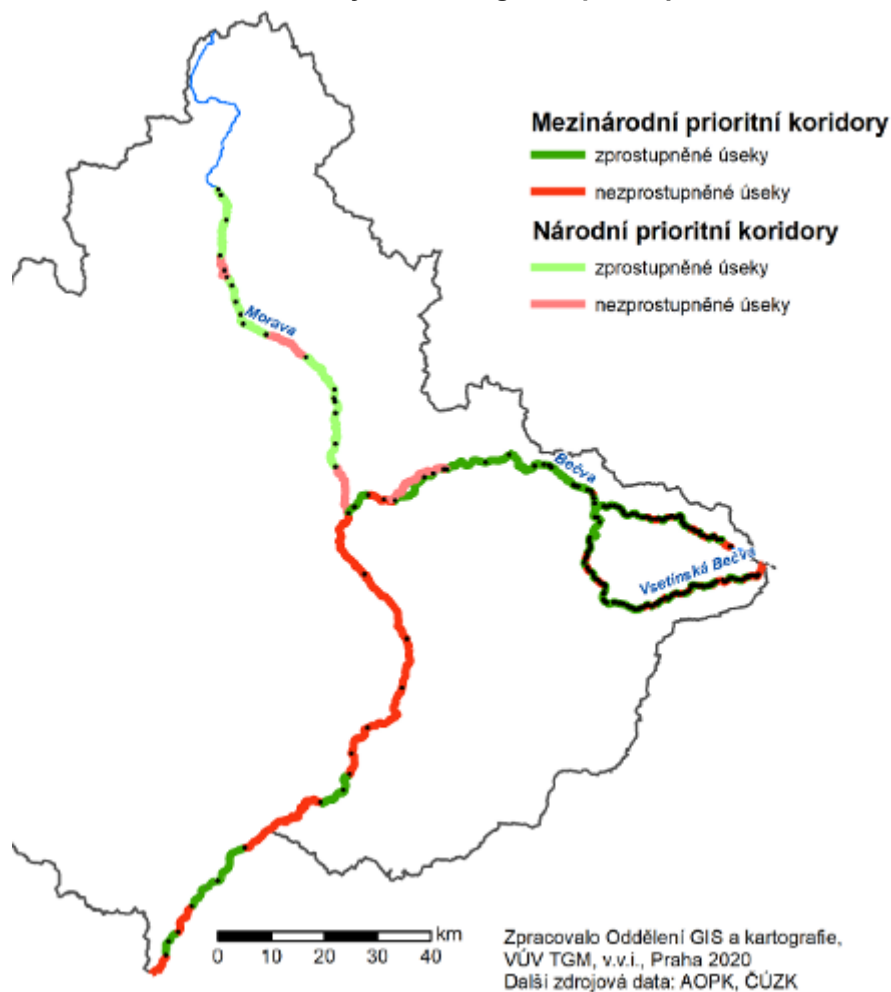 Mezinárodní prioritní koridory
zprostupněné úseky
nezprostupněné úseky
Národní prioritní koridory
zprostupněné úseky
nezprostupněné úseky
Morava
Bečva
Vsetínská Bečva
km
0 10 20 40
Zpracovalo Oddělení GIS a kartografie,
VÚV TGM, v.v.i., Praha 2020
Další zdrojová data: AOPK, ČÚZK